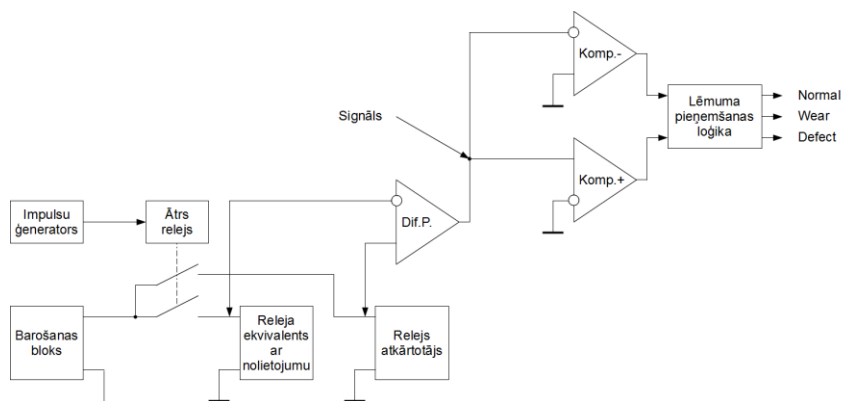 Komp.-
Lēmuma
pieņemšanas
loģika
Normal
Wear
Defect
Signāls
Komp.+
Dif.P.
Impulsu
ģenerators
Ātrs
relejs
Barošanas
bloks
Releja
ekvivalents
ar
nolietojumu
Relejs
atkārtotājs